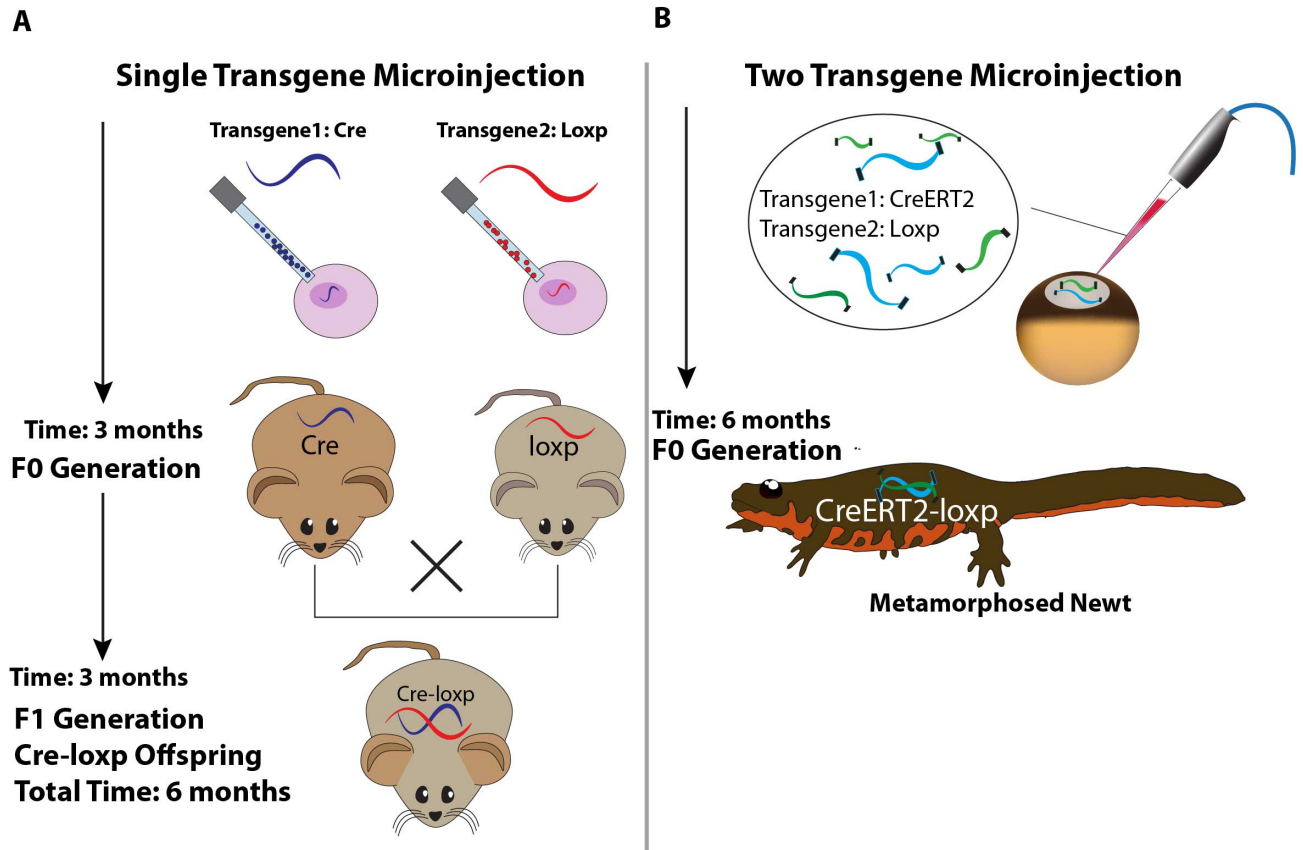 A
Single Transgene Microinjection
Transgene1: Cre
Transgene2: Loxp
Time: 3 months
F0 Generation
Cre
loxp
Time: 3 months
F1 Generation
Cre-loxp Offspring
Total Time: 6 months
Cre-loxp
B
Two Transgene Microinjection
Transgene1: CreERT2
Transgene2: Loxp
Time: 6 months
F0 Generation
CreERT2-loxp
Metamorphosed Newt